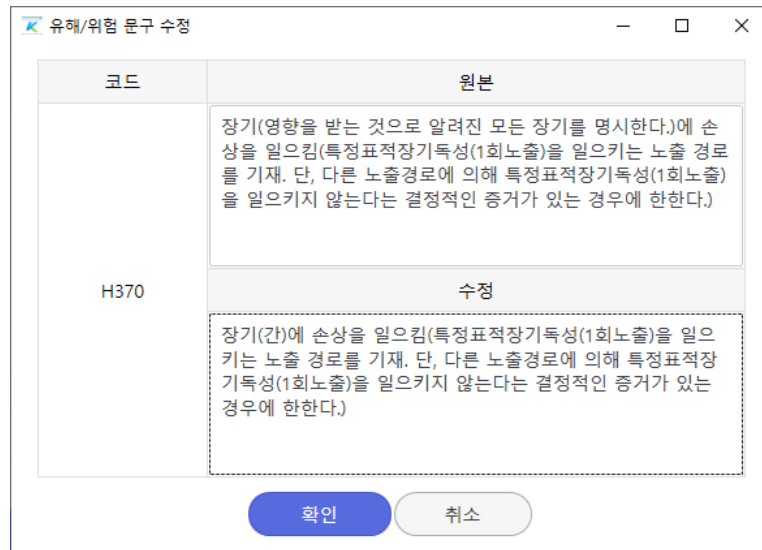 유해/위험 문구 수정
코드
원본
장기(영향을 받는 것으로 알려진 모든 장기를 명시한다.)에 손
상을 일으킴(특정표적장기독성(1회노출)을 일으키는 노출 경로
를 기재. 단, 다른 노출경로에 의해 특정표적장기독성(1회노출)
을 일으키지 않는다는 결정적인 증거가 있는 경우에 한한다.)
H370
수정
장기(간)에 손상을 일으킴(특정표적장기독성(1회노출)을 일으
키는 노출 경로를 기재. 단, 다른 노출경로에 의해 특정표적장
기독성(1회노출)을 일으키지 않는다는 결정적인 증거가 있는
경우에 한한다.)
확인
취소